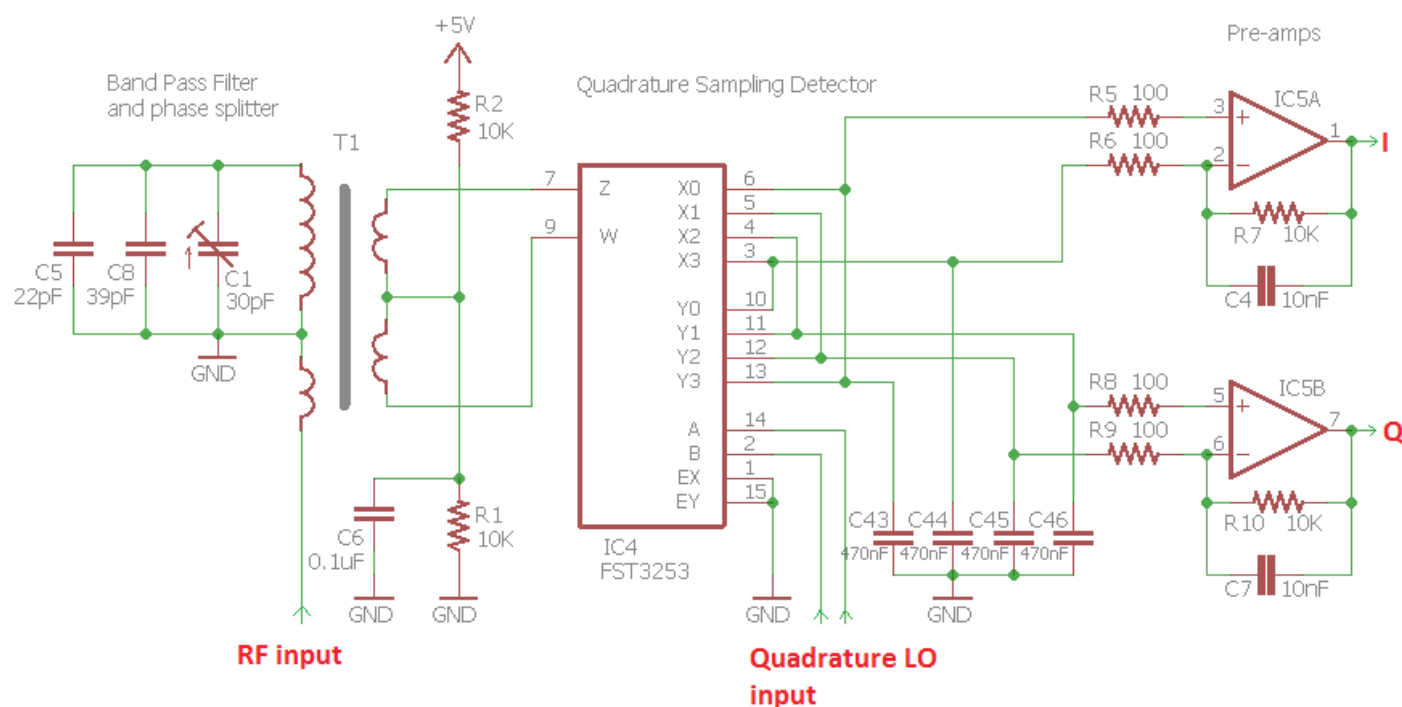 +5V
Pre-amps
Band Pass Filter
and phase splitter
Quadrature Sampling Detector
R2
10K
T1
R5 100
3
+
IC5A
1
I
R6 100
2
−
R7 10K
C4 10nF
C5
22pF
C8
39pF
C1
30pF
GND
7 Z
9 W
X0 6
X1 5
X2 4
X3 3
Y0 10
Y1 11
Y2 12
Y3 13
A 14
B 2
EX 1
EY 15
IC4
FST3253
R8 100
5
+
IC5B
7
Q
R9 100
6
−
R10 10K
C7 10nF
C43
470nF
C44
470nF
C45
470nF
C46
470nF
C6
0.1uF
R1
10K
GND
GND
GND
GND
RF input
Quadrature LO
input